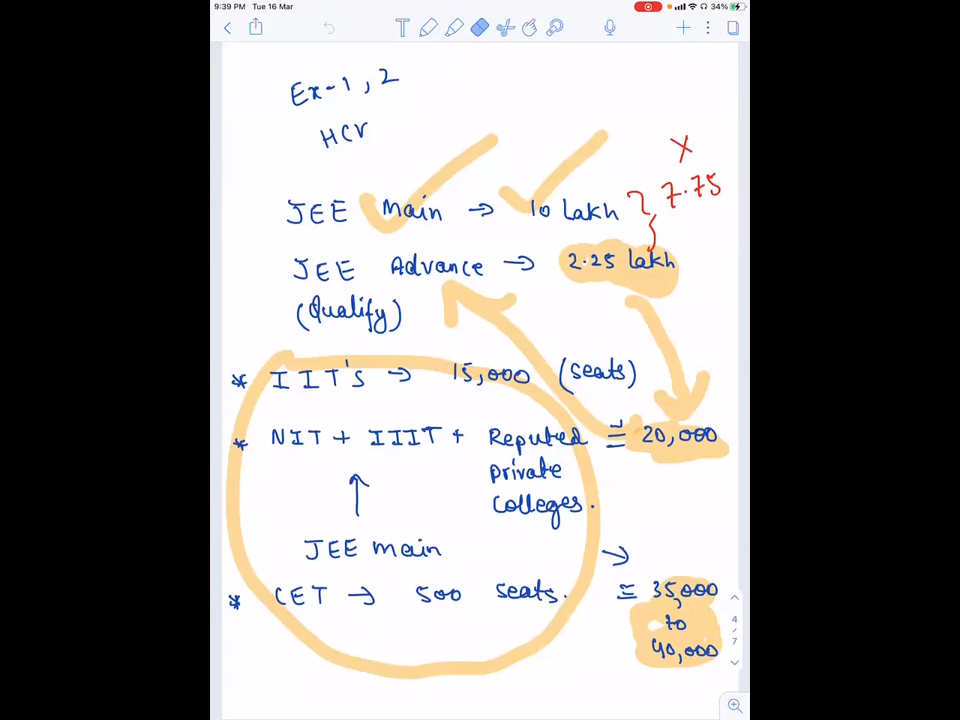 9:39 PM Tue 16 Mar
34%
T
Ex-1, 2
HCV
X
JEE Main → 10 Lakh } 7.75
JEE Advance → 2.25 lakh
(Qualify)
* IIT's → 15,000 (seats)
* NIT + IIIT + Reputed ≅ 20,000
private
colleges.
↑
JEE main
→
* CET → 500 seats. ≅ 35,000
to
40,000
4
/
7